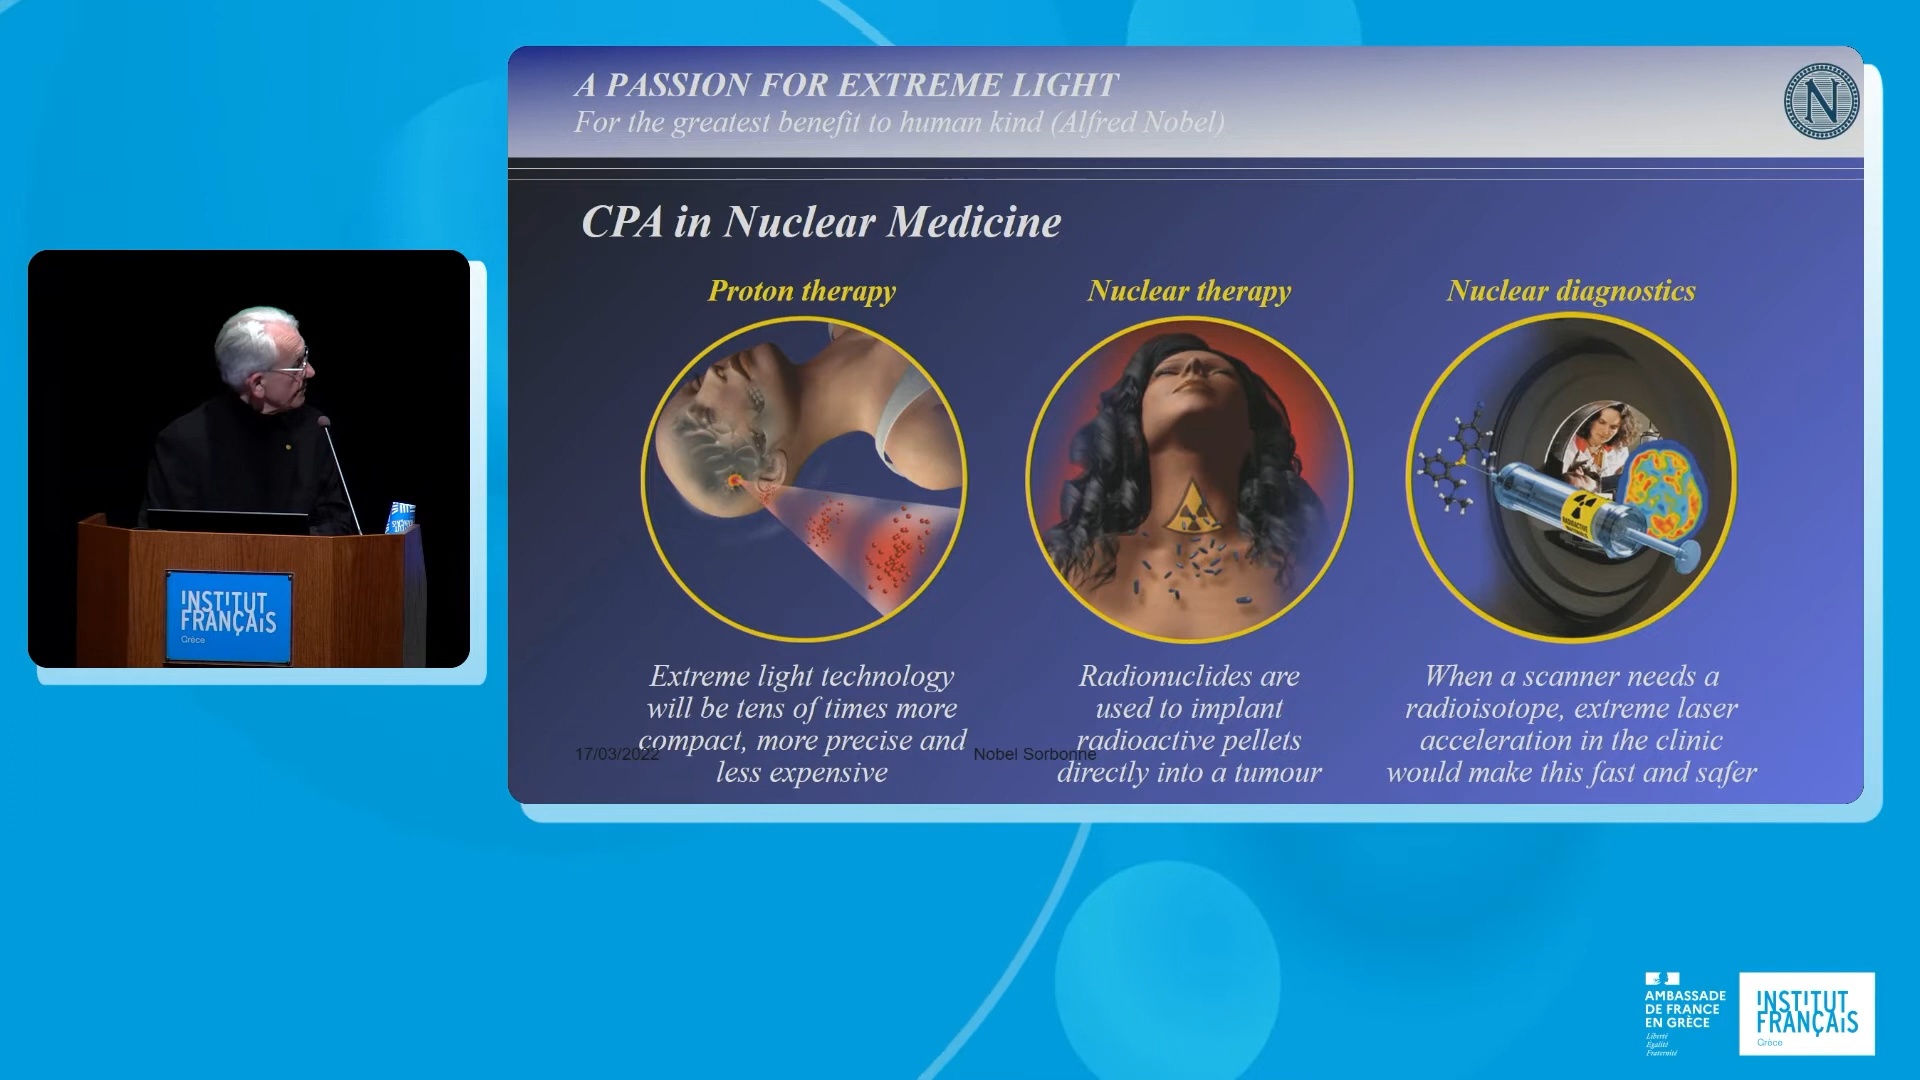 A PASSION FOR EXTREME LIGHT
For the greatest benefit to human kind (Alfred Nobel)
N
CPA in Nuclear Medicine
Proton therapy
Nuclear therapy
Nuclear diagnostics
RADIOACTIVE
Extreme light technology
will be tens of times more
compact, more precise and
less expensive
Radionuclides are
used to implant
radioactive pellets
directly into a tumour
When a scanner needs a
radioisotope, extreme laser
acceleration in the clinic
would make this fast and safer
17/03/2022
Nobel Sorbonne
INSTITUT
FRANÇAIS
Grèce
AMBASSADE
DE FRANCE
EN GRÈCE
Liberté
Égalité
Fraternité
INSTITUT
FRANÇAIS
Grèce